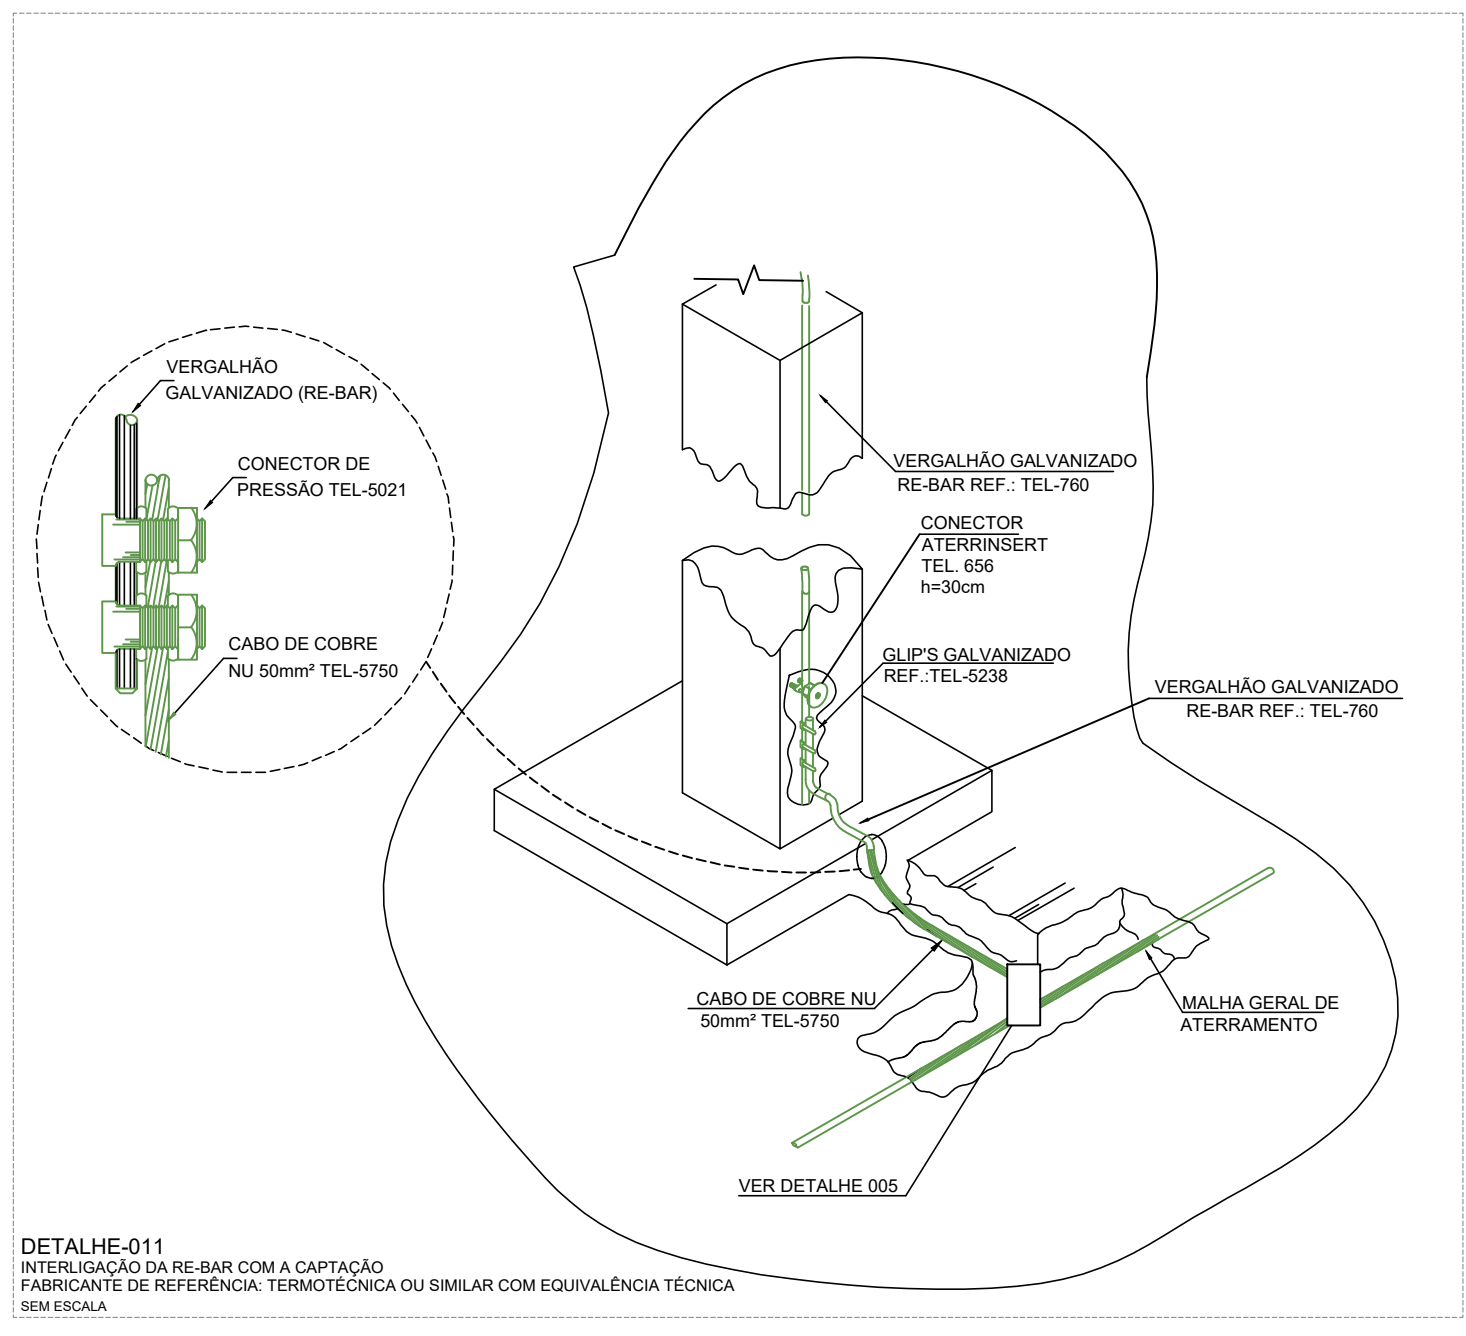 VERGALHÃO
GALVANIZADO (RE-BAR)
CONECTOR DE
PRESSÃO TEL-5021
CABO DE COBRE
NU 50mm² TEL-5750
VERGALHÃO GALVANIZADO
RE-BAR REF.: TEL-760
CONECTOR
ATERRINSERT
TEL. 656
h=30cm
GLIP'S GALVANIZADO
REF.:TEL-5238
VERGALHÃO GALVANIZADO
RE-BAR REF.: TEL-760
CABO DE COBRE NU
50mm² TEL-5750
MALHA GERAL DE
ATERRAMENTO
VER DETALHE 005
DETALHE-011
INTERLIGAÇÃO DA RE-BAR COM A CAPTAÇÃO
FABRICANTE DE REFERÊNCIA: TERMOTÉCNICA OU SIMILAR COM EQUIVALÊNCIA TÉCNICA
SEM ESCALA